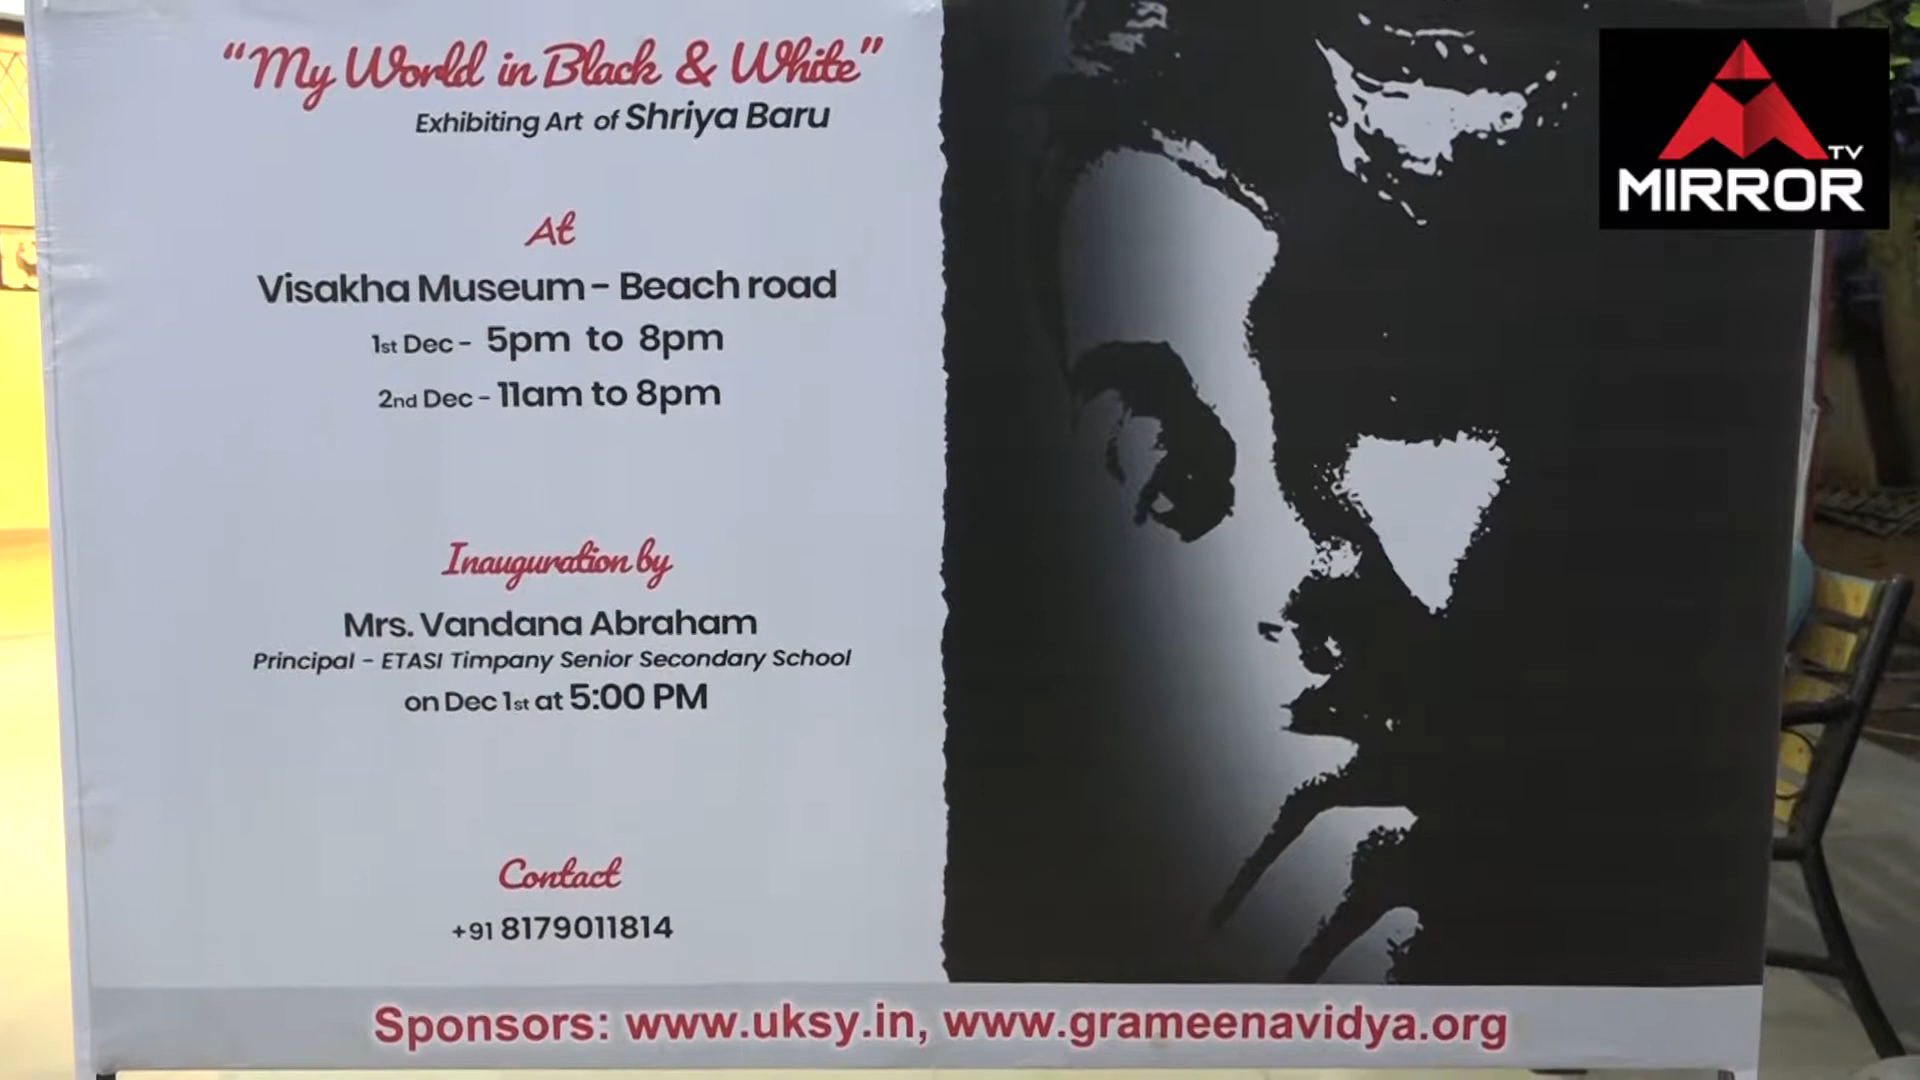 "My World in Black & White"
Exhibiting Art of Shriya Baru
At
Visakha Museum - Beach road
1st Dec - 5pm to 8pm
2nd Dec - 11am to 8pm
Inauguration by
Mrs. Vandana Abraham
Principal - ETASI Timpany Senior Secondary School
on Dec 1st at 5:00 PM
Contact
+91 8179011814
Sponsors: www.uksy.in, www.grameenavidya.org
TV
MIRROR